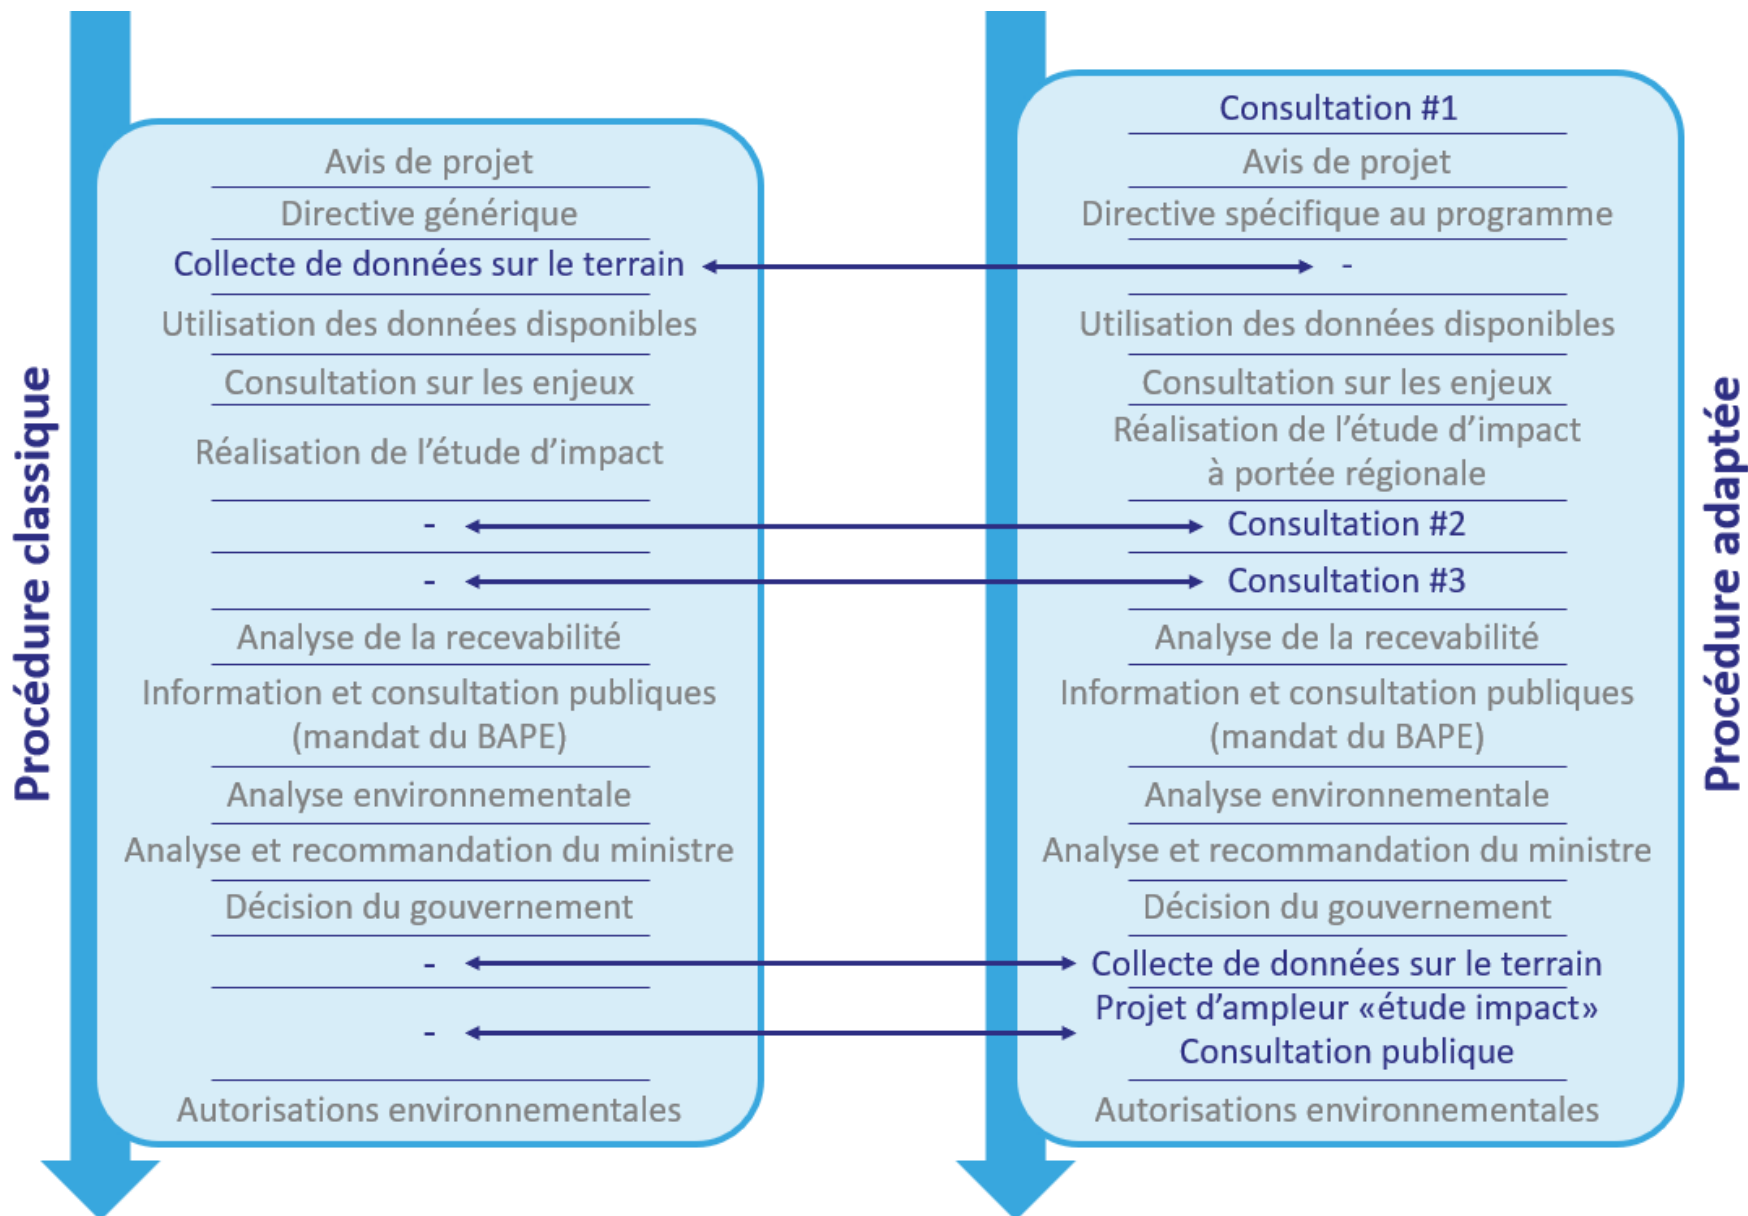 Procédure classique
Avis de projet
Directive générique
Collecte de données sur le terrain
Utilisation des données disponibles
Consultation sur les enjeux
Réalisation de l’étude d’impact
-
-
Analyse de la recevabilité
Information et consultation publiques
(mandat du BAPE)
Analyse environnementale
Analyse et recommandation du ministre
Décision du gouvernement
-
-
Autorisations environnementales
Consultation #1
Avis de projet
Directive spécifique au programme
-
Utilisation des données disponibles
Consultation sur les enjeux
Réalisation de l’étude d’impact
à portée régionale
Consultation #2
Consultation #3
Analyse de la recevabilité
Information et consultation publiques
(mandat du BAPE)
Analyse environnementale
Analyse et recommandation du ministre
Décision du gouvernement
Collecte de données sur le terrain
Projet d’ampleur «étude impact»
Consultation publique
Autorisations environnementales
Procédure adaptée